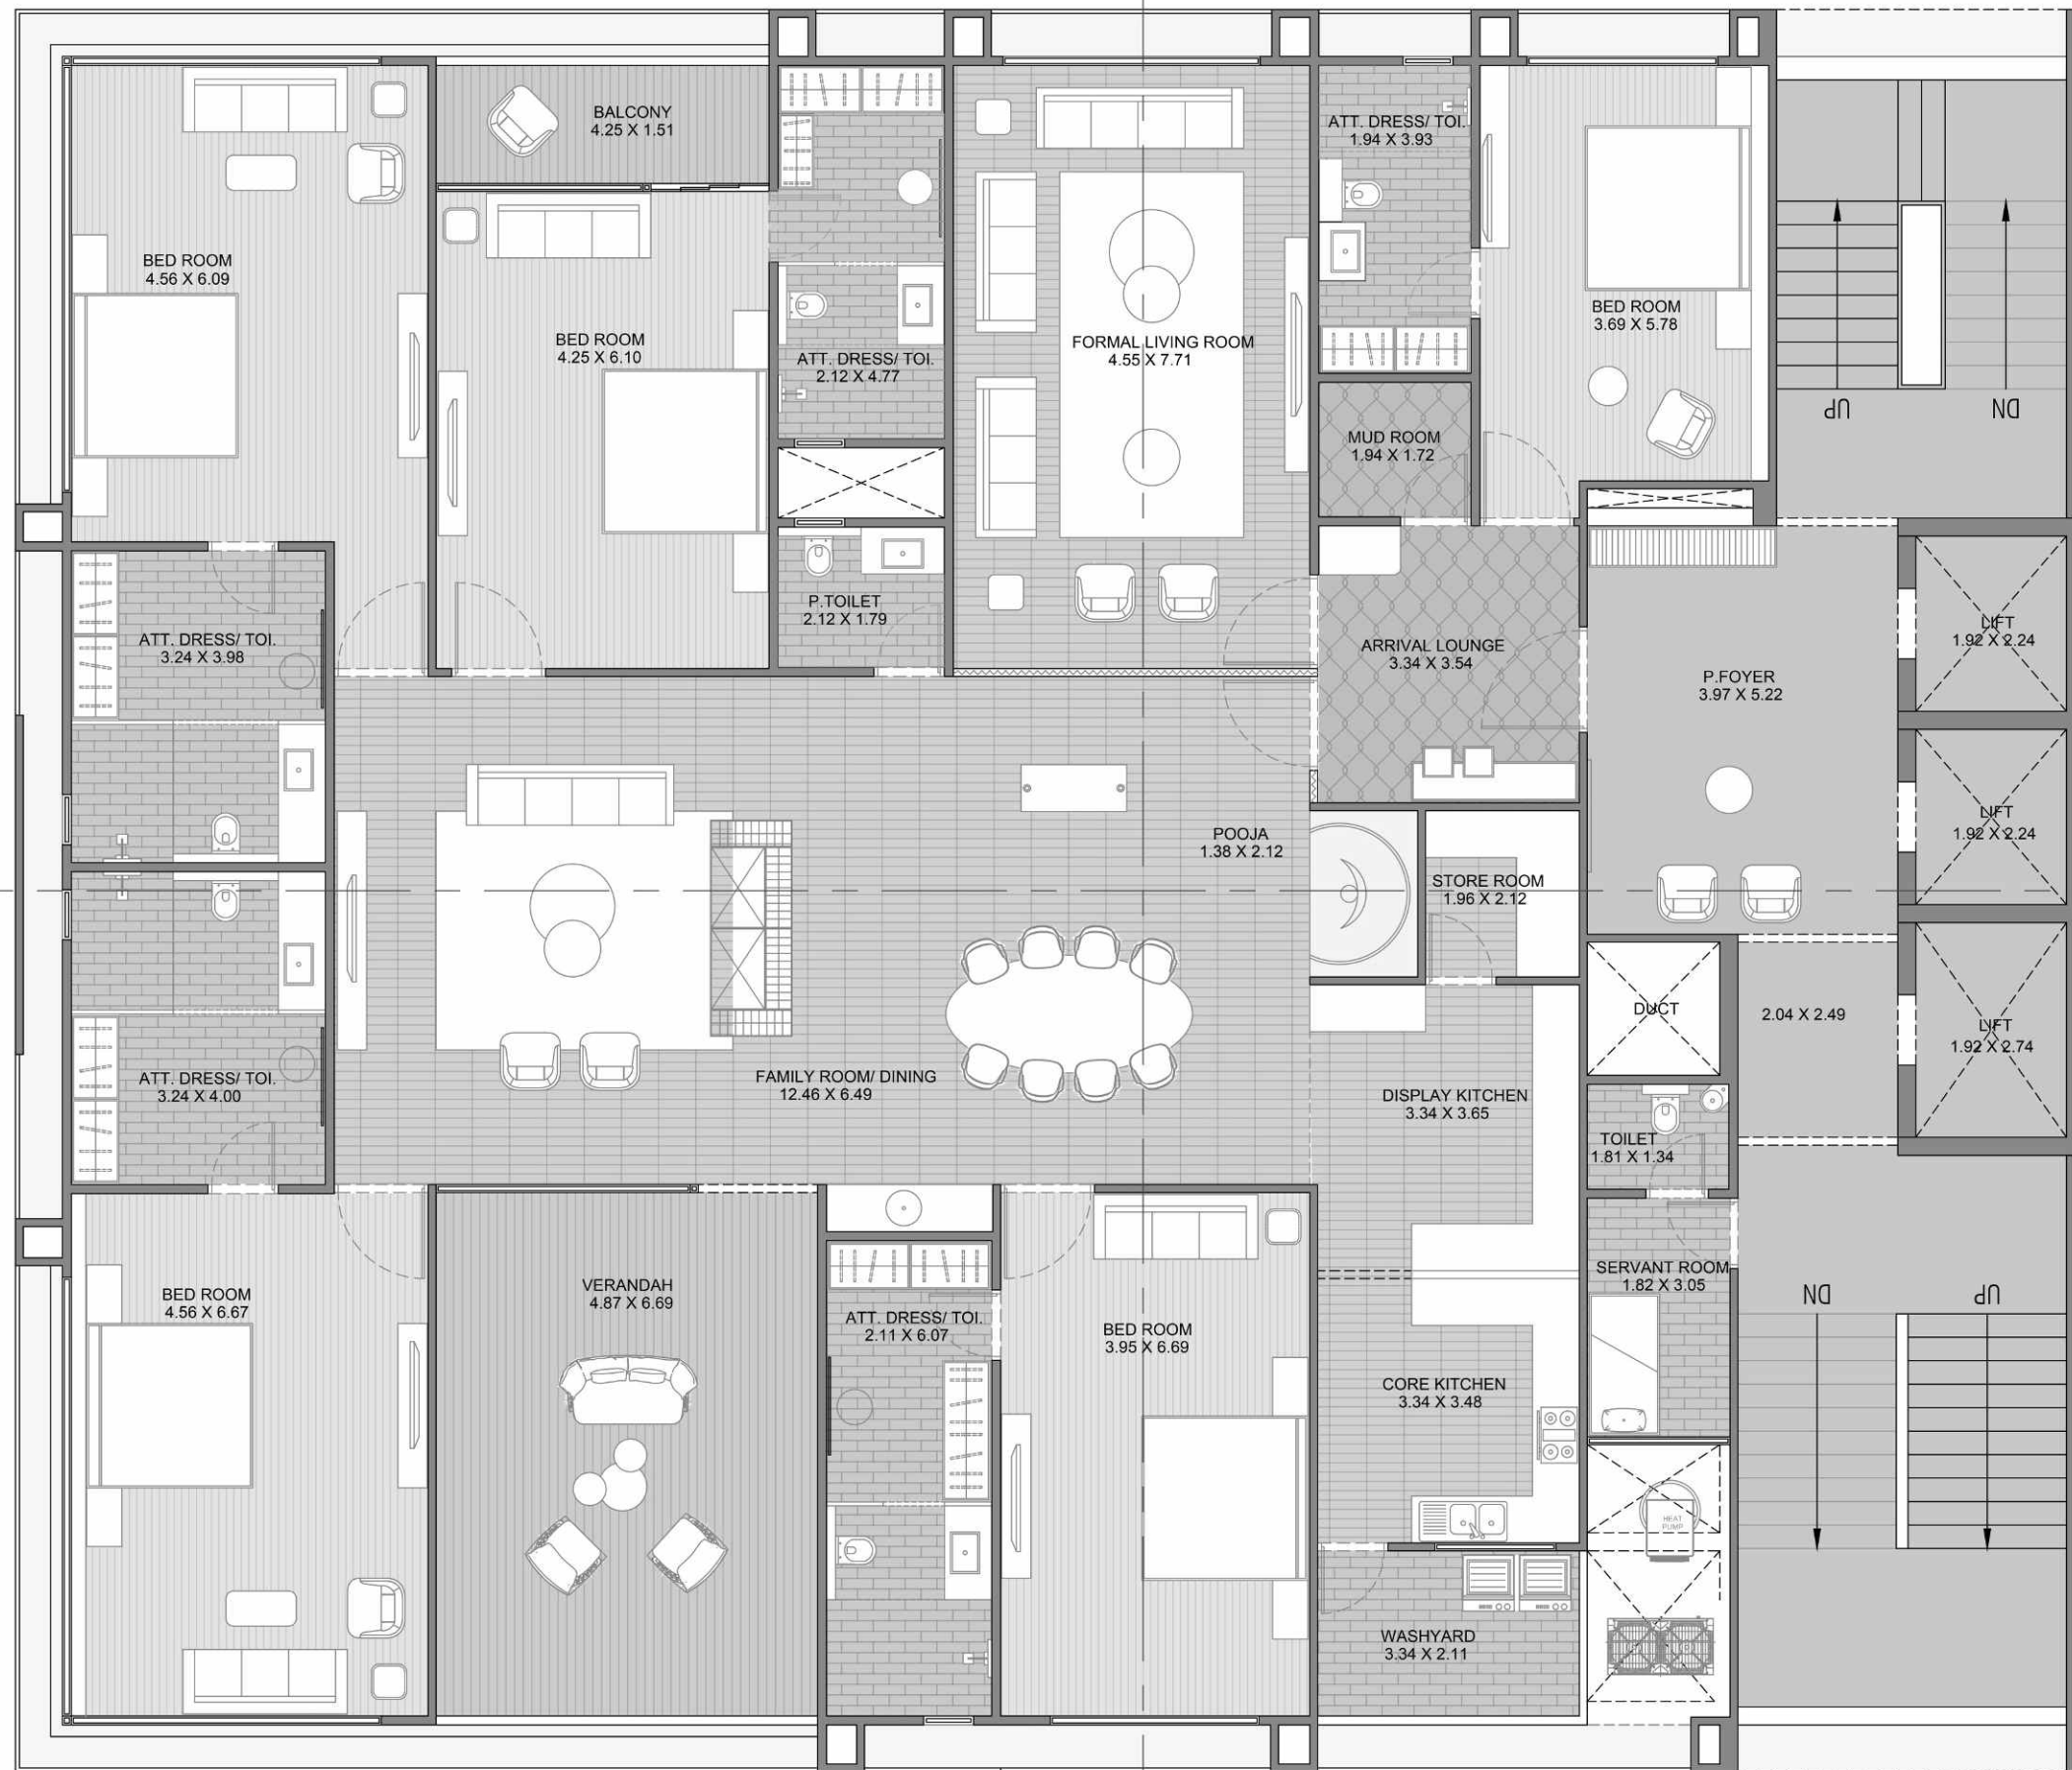 BALCONY
4.25 X 1.51
ATT. DRESS/ TOI.
1.94 X 3.93
BED ROOM
4.56 X 6.09
BED ROOM
3.69 X 5.78
BED ROOM
4.25 X 6.10
FORMAL LIVING ROOM
4.55 X 7.71
ATT. DRESS/ TOI.
2.12 X 4.77
UP
DN
MUD ROOM
1.94 X 1.72
P.TOILET
2.12 X 1.79
ATT. DRESS/ TOI.
3.24 X 3.98
ARRIVAL LOUNGE
3.34 X 3.54
LIFT
1.92 X 2.24
P.FOYER
3.97 X 5.22
LIFT
1.92 X 2.24
POOJA
1.38 X 2.12
STORE ROOM
1.96 X 2.12
DUCT
2.04 X 2.49
LIFT
1.92 X 2.74
ATT. DRESS/ TOI.
3.24 X 4.00
FAMILY ROOM/ DINING
12.46 X 6.49
DISPLAY KITCHEN
3.34 X 3.65
TOILET
1.81 X 1.34
SERVANT ROOM
1.82 X 3.05
BED ROOM
4.56 X 6.67
VERANDAH
4.87 X 6.69
DN
UP
ATT. DRESS/ TOI.
2.11 X 6.07
BED ROOM
3.95 X 6.69
CORE KITCHEN
3.34 X 3.48
HEAT
PUMP
WASHYARD
3.34 X 2.11